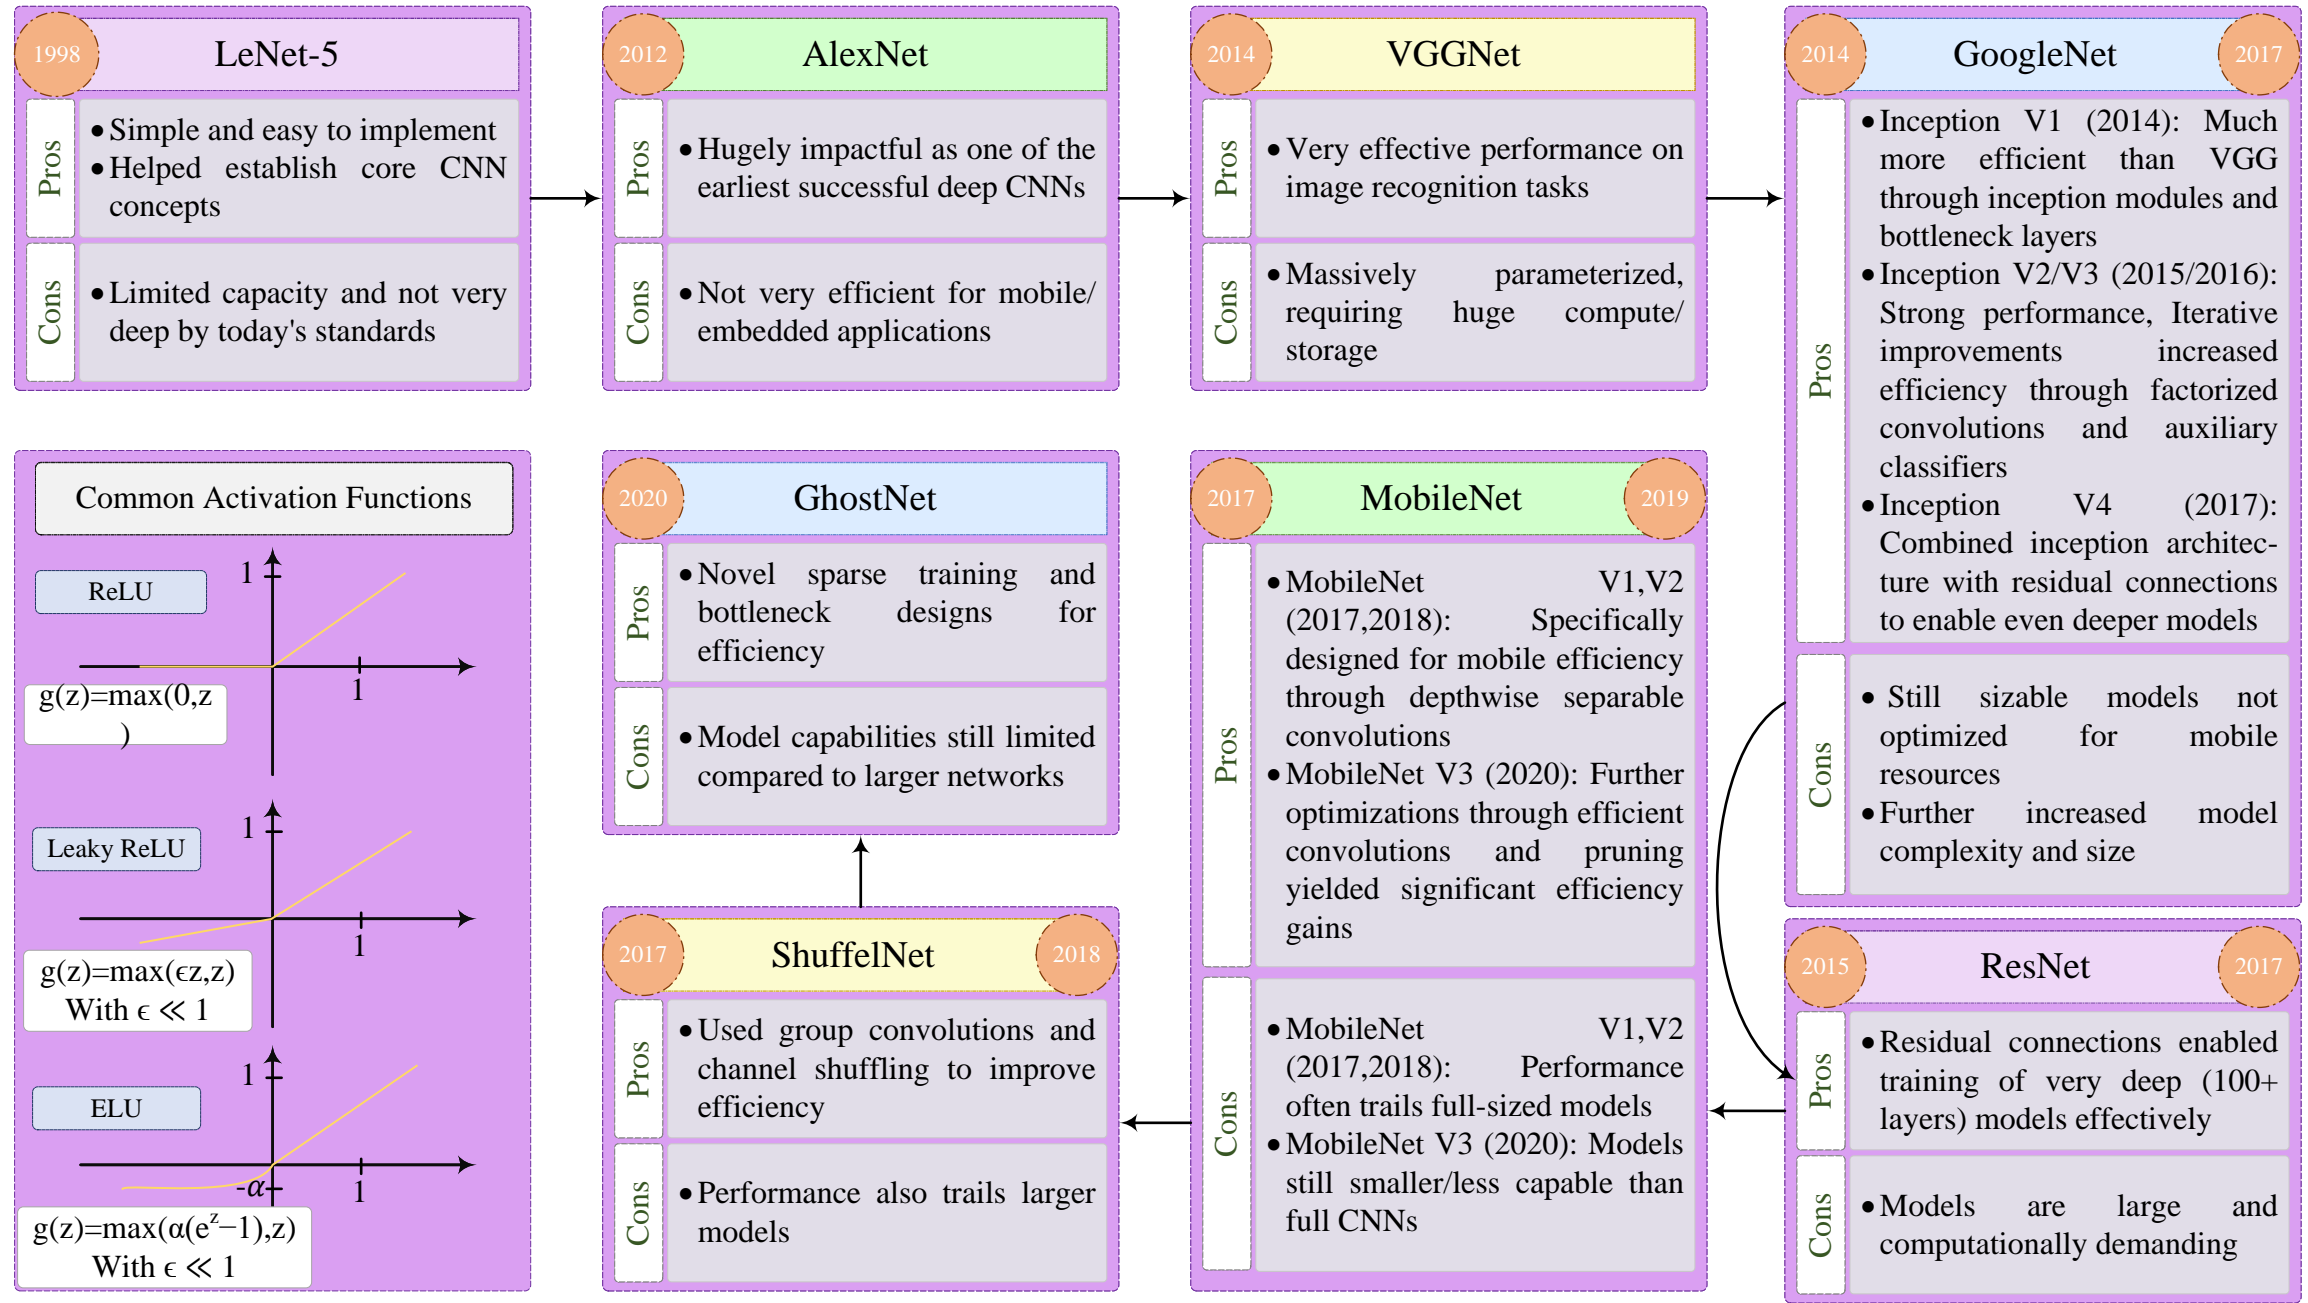 1998
LeNet-5
Pros
•Simple and easy to implement
•Helped establish core CNN
concepts
Cons
•Limited capacity and not very
deep by today's standards
2012
AlexNet
Pros
•Hugely impactful as one of the
earliest successful deep CNNs
Cons
•Not very efficient for mobile/
embedded applications
2014
VGGNet
Pros
•Very effective performance on
image recognition tasks
Cons
•Massively parameterized,
requiring huge compute/
storage
2014
GoogleNet
2017
Pros
•Inception V1 (2014): Much
more efficient than VGG
through inception modules and
bottleneck layers
•Inception V2/V3 (2015/2016):
Strong performance, Iterative
improvements increased
efficiency through factorized
convolutions and auxiliary
classifiers
•Inception V4 (2017):
Combined inception architec-
ture with residual connections
to enable even deeper models
Cons
• Still sizable models not
optimized for mobile
resources
•Further increased model
complexity and size
2015
ResNet
2017
Pros
•Residual connections enabled
training of very deep (100+
layers) models effectively
Cons
•Models are large and
computationally demanding
2017
MobileNet
2019
Pros
•MobileNet V1,V2
(2017,2018): Specifically
designed for mobile efficiency
through depthwise separable
convolutions
•MobileNet V3 (2020): Further
optimizations through efficient
convolutions and pruning
yielded significant efficiency
gains
Cons
•MobileNet V1,V2
(2017,2018): Performance
often trails full-sized models
•MobileNet V3 (2020): Models
still smaller/less capable than
full CNNs
2017
ShuffelNet
2018
Pros
•Used group convolutions and
channel shuffling to improve
efficiency
Cons
•Performance also trails larger
models
2020
GhostNet
Pros
•Novel sparse training and
bottleneck designs for
efficiency
Cons
•Model capabilities still limited
compared to larger networks
Common Activation Functions
ReLU
1
1
g(z)=max(0,z
)
Leaky ReLU
1
1
g(z)=max(ϵz,z)
With ϵ ≪ 1
ELU
1
1
-α
g(z)=max(α(e^z−1),z)
With ϵ ≪ 1